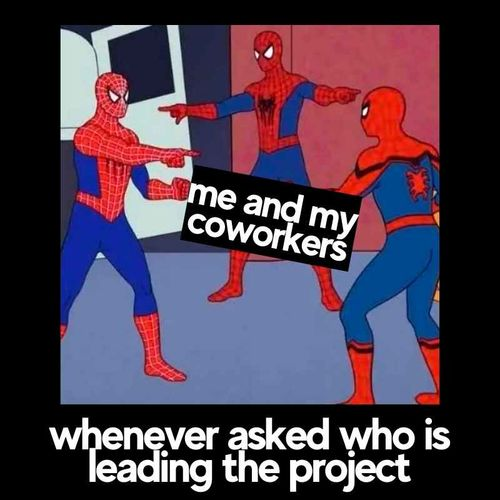 me and my
coworkers
whenever asked who is
leading the project